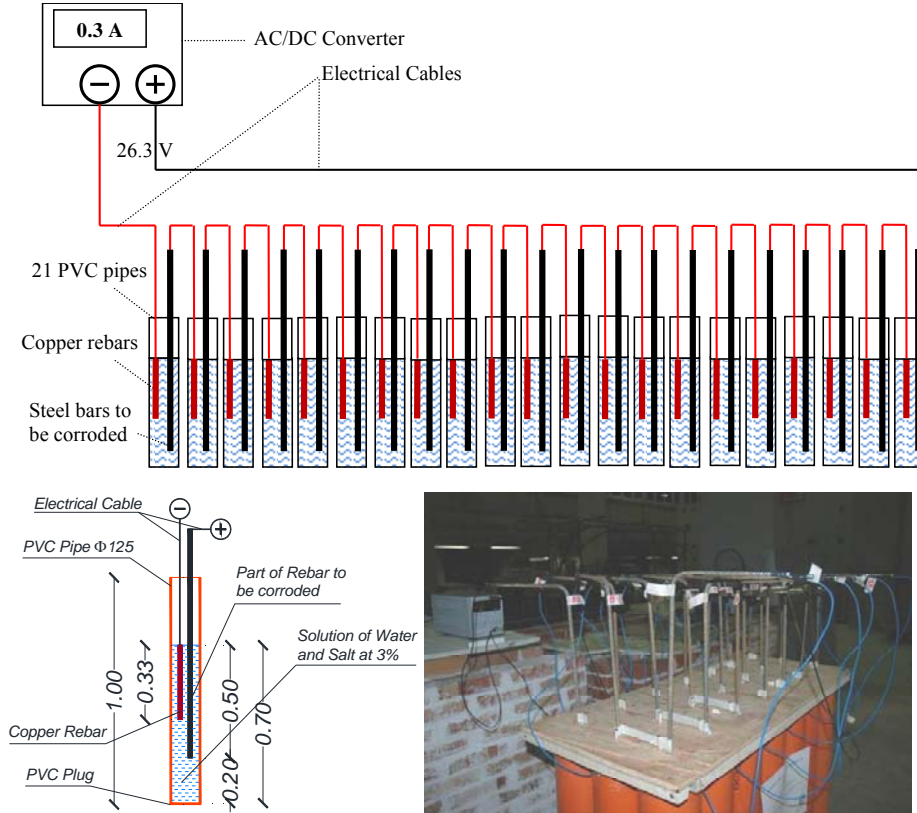 0.3 A
AC/DC Converter
Electrical Cables
− +
26.3 V
21 PVC pipes
Copper rebars
Steel bars to
be corroded
Electrical Cable
− +
PVC Pipe Φ125
Part of Rebar to
be corroded
Solution of Water
and Salt at 3%
1.00
0.33
0.50
0.70
0.20
Copper Rebar
PVC Plug